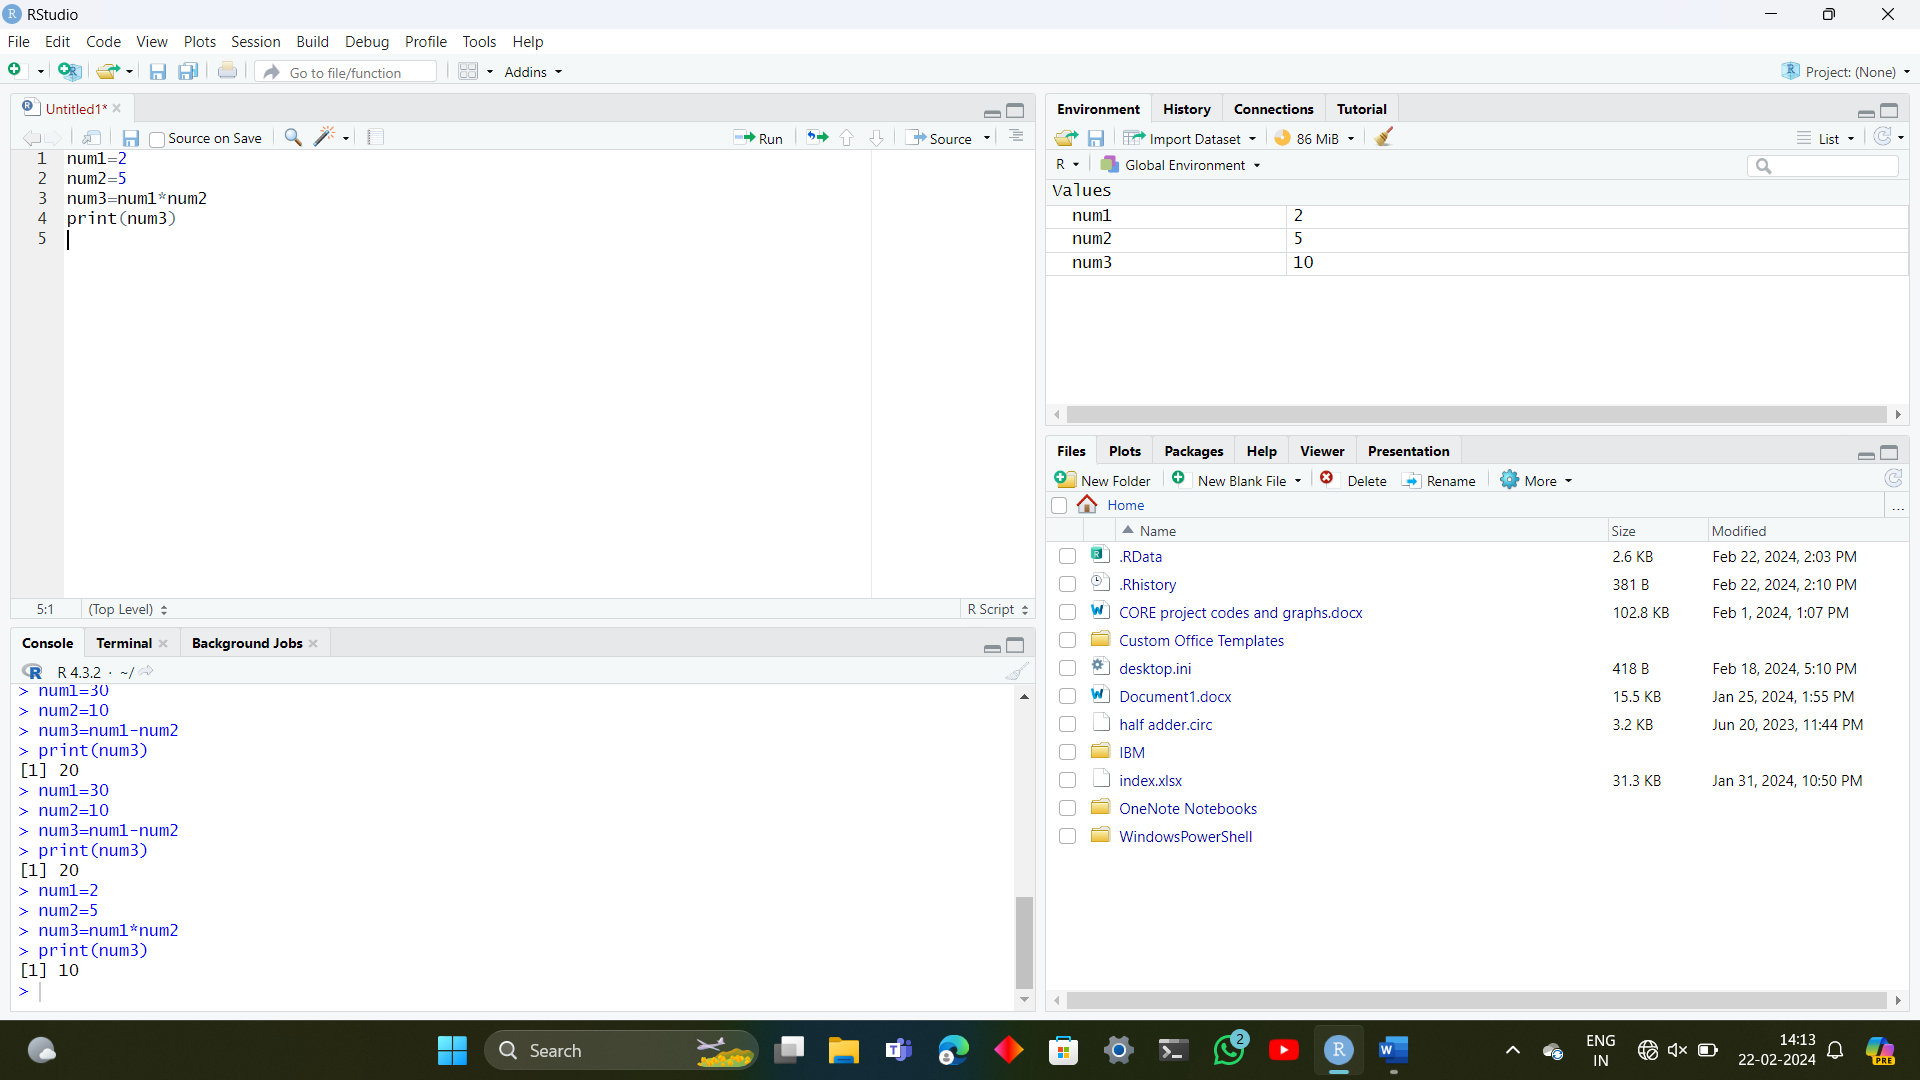 RStudio
File Edit Code View Plots Session Build Debug Profile Tools Help
Go to file/function Addins Project: (None)
Untitled1*
Source on Save Run Source
1 num1=2
2 num2=5
3 num3=num1*num2
4 print(num3)
5
5:1 (Top Level) R Script
Console Terminal Background Jobs
R 4.3.2 · ~/
> num1=30
> num2=10
> num3=num1-num2
> print(num3)
[1] 20
> num1=30
> num2=10
> num3=num1-num2
> print(num3)
[1] 20
> num1=2
> num2=5
> num3=num1*num2
> print(num3)
[1] 10
>
Environment History Connections Tutorial
Import Dataset 86 MiB List
R Global Environment
Values
num1 2
num2 5
num3 10
Files Plots Packages Help Viewer Presentation
New Folder New Blank File Delete Rename More
Home ...
Name Size Modified
.RData 2.6 KB Feb 22, 2024, 2:03 PM
.Rhistory 381 B Feb 22, 2024, 2:10 PM
CORE project codes and graphs.docx 102.8 KB Feb 1, 2024, 1:07 PM
Custom Office Templates
desktop.ini 418 B Feb 18, 2024, 5:10 PM
Document1.docx 15.5 KB Jan 25, 2024, 1:55 PM
half adder.circ 3.2 KB Jun 20, 2023, 11:44 PM
IBM
index.xlsx 31.3 KB Jan 31, 2024, 10:50 PM
OneNote Notebooks
WindowsPowerShell
Search 2 ENG 14:13
IN 22-02-2024 PRE